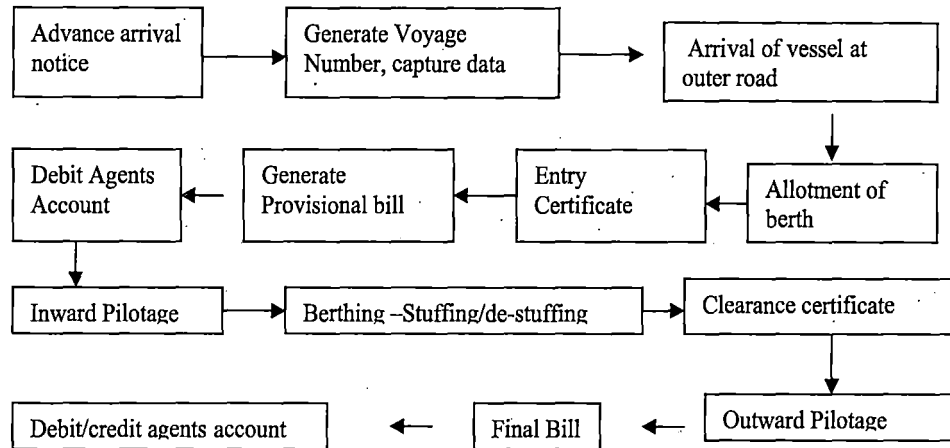 Advance arrival
notice
Generate Voyage
Number, capture data
Arrival of vessel at
outer road
Debit Agents
Account
Generate
Provisional bill
Entry
Certificate
Allotment of
berth
Inward Pilotage
Berthing –Stuffing/de-stuffing
Clearance certificate
Debit/credit agents account
Final Bill
Outward Pilotage